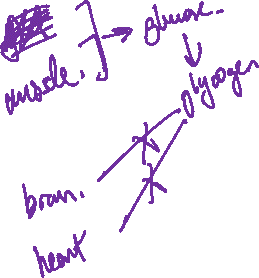 glucose.
muscle.
glycogen
brain.
heart